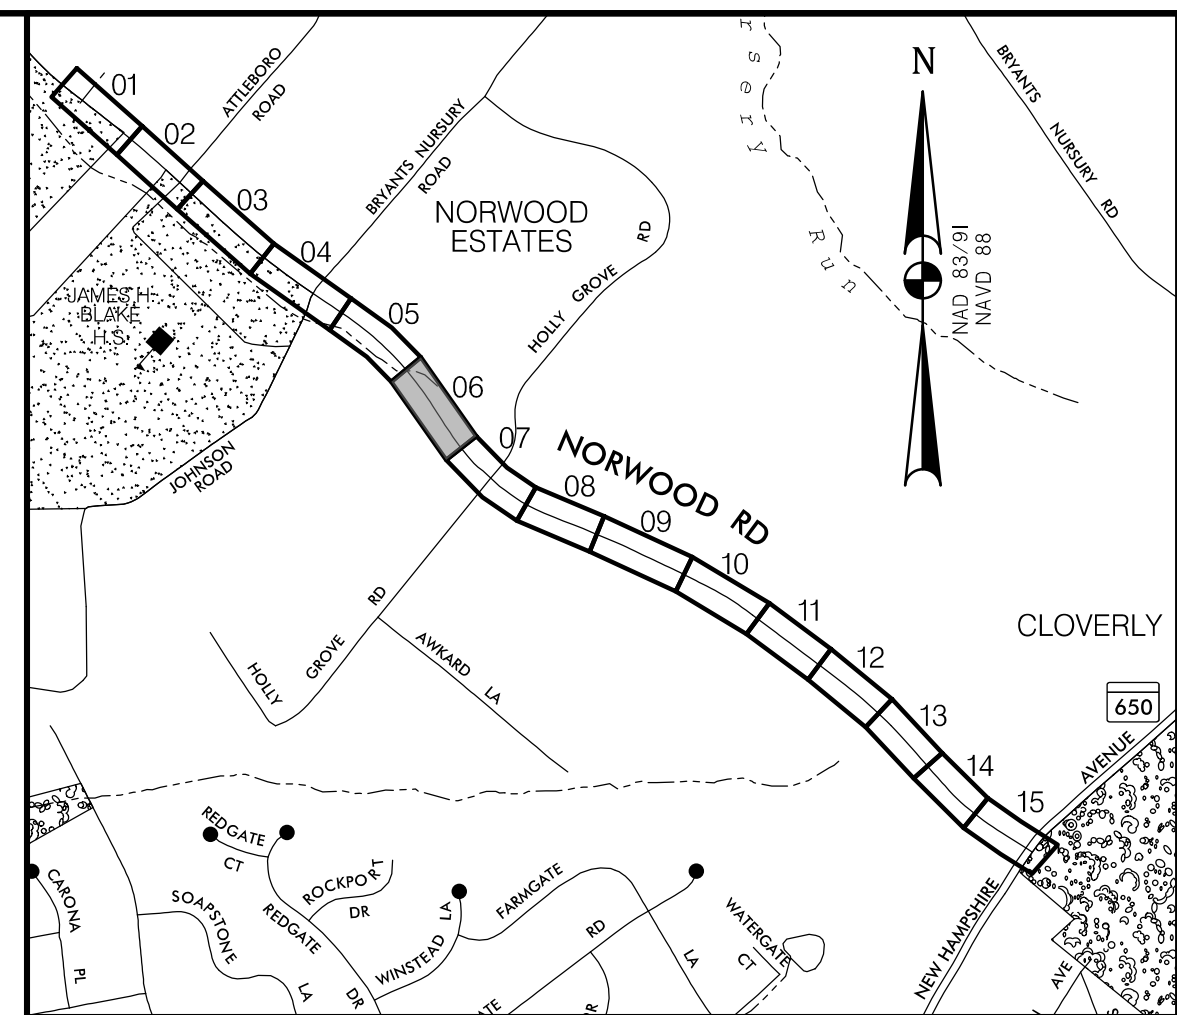 N
NAD 83/91
NAVD 88
01
02
03
04
05
06
07
08
09
10
11
12
13
14
15
ATTLEBORO
ROAD
BRYANTS NURSURY
ROAD
NORWOOD
ESTATES
HOLLY GROVE RD
rsery
Run
BRYANTS NURSURY RD
JAMES H.
BLAKE
H.S.
JOHNSON
ROAD
NORWOOD RD
HOLLY GROVE RD
AWKARD LA
CLOVERLY
650
NEW HAMPSHIRE AVENUE
AVE
REDGATE
CT
ROCKPORT
DR
REDGATE DR
SOAPSTONE LA
CARONA PL
WINSTEAD LA
FARMGATE LA
RD
WATERGATE
CT